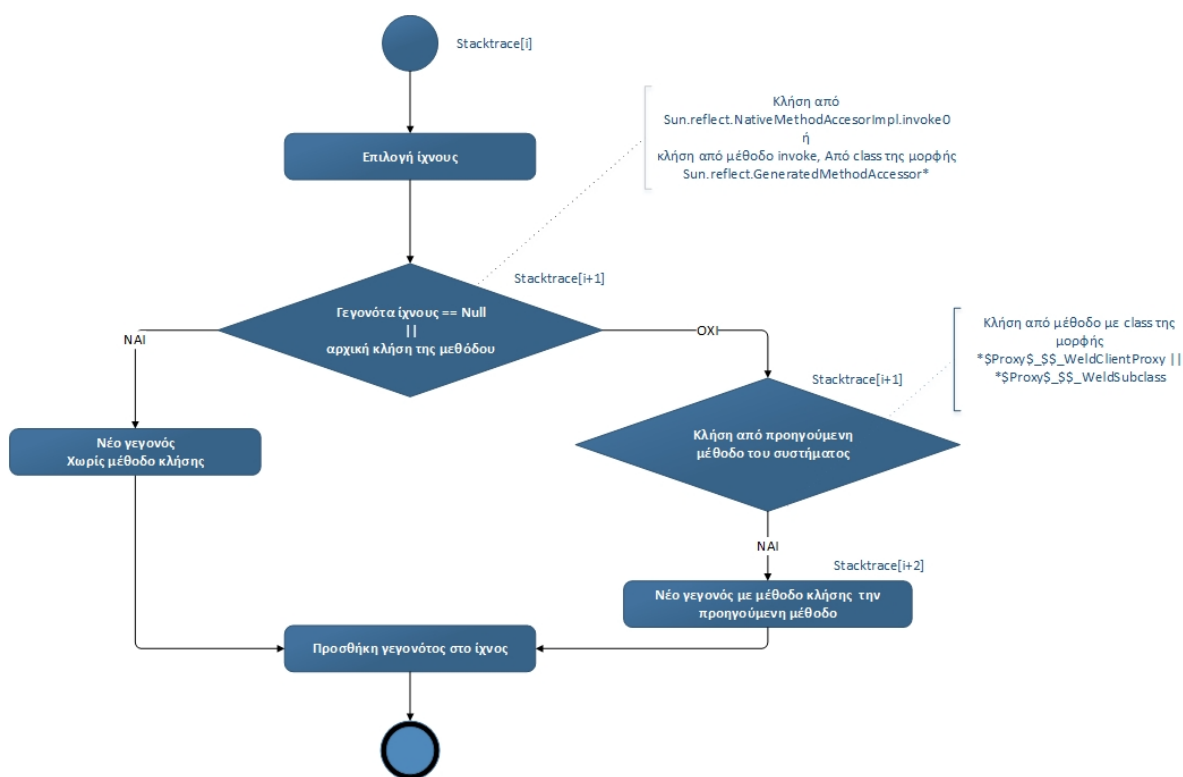 Stacktrace[i]
Κλήση από
Sun.reflect.NativeMethodAccesorImpl.invoke0
ή
κλήση από μέθοδο invoke, Από class της μορφής
Sun.reflect.GeneratedMethodAccessor*
Επιλογή ίχνους
Stacktrace[i+1]
Γεγονότα ίχνους == Null
||
αρχική κλήση της μεθόδου
ΝΑΙ
ΟΧΙ
Κλήση από μέθοδο με class της
μορφής
*$Proxy$_$$_WeldClientProxy ||
*$Proxy$_$$_WeldSubclass
Stacktrace[i+1]
Κλήση από προηγούμενη
μέθοδο του συστήματος
Νέο γεγονός
Χωρίς μέθοδο κλήσης
ΝΑΙ
Stacktrace[i+2]
Νέο γεγονός με μέθοδο κλήσης την
προηγούμενη μέθοδο
Προσθήκη γεγονότος στο ίχνος